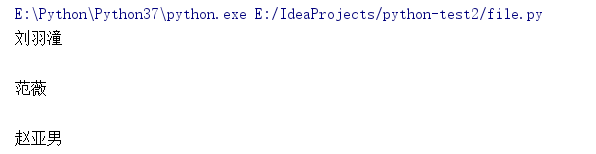 E:\Python\Python37\python.exe E:/IdeaProjects/python-test2/file.py
刘羽潼
范薇
赵亚男